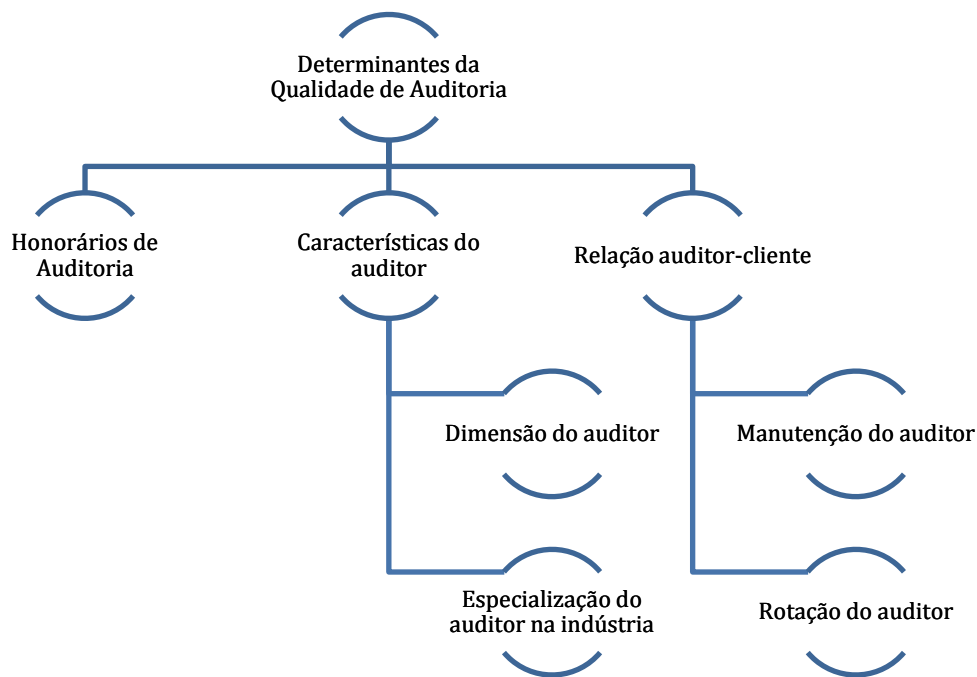 Determinantes da
Qualidade de Auditoria
Honorários de
Auditoria
Características do
auditor
Relação auditor-cliente
Dimensão do auditor
Manutenção do auditor
Especialização do
auditor na indústria
Rotação do auditor